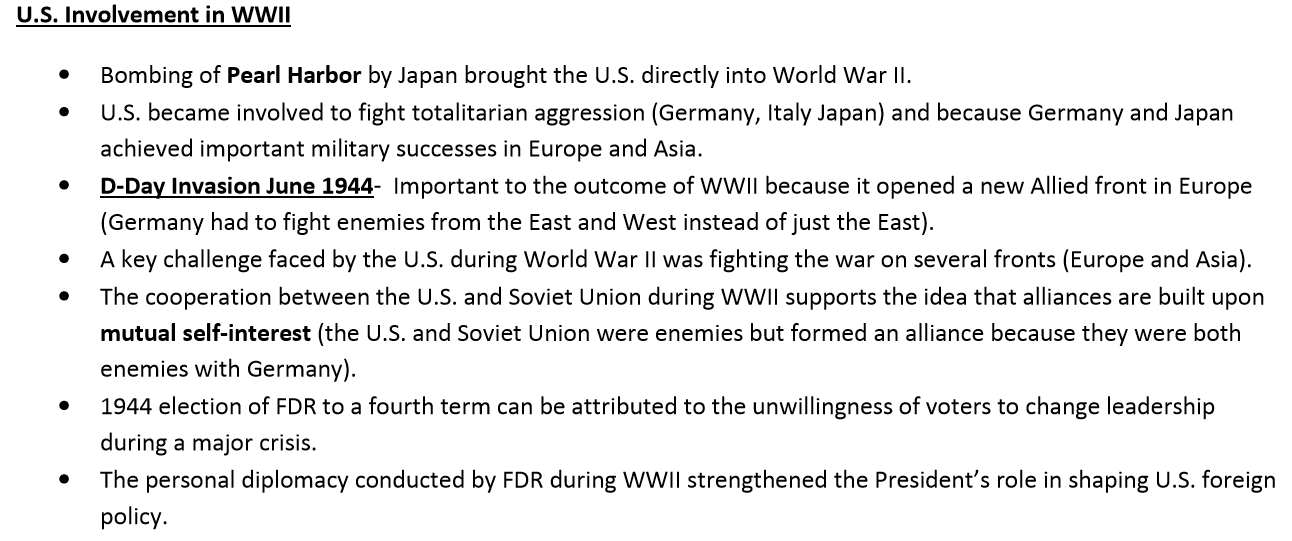 U.S. Involvement in WWII
• Bombing of Pearl Harbor by Japan brought the U.S. directly into World War II.
• U.S. became involved to fight totalitarian aggression (Germany, Italy Japan) and because Germany and Japan
achieved important military successes in Europe and Asia.
• D-Day Invasion June 1944- Important to the outcome of WWII because it opened a new Allied front in Europe
(Germany had to fight enemies from the East and West instead of just the East).
• A key challenge faced by the U.S. during World War II was fighting the war on several fronts (Europe and Asia).
• The cooperation between the U.S. and Soviet Union during WWII supports the idea that alliances are built upon
mutual self-interest (the U.S. and Soviet Union were enemies but formed an alliance because they were both
enemies with Germany).
• 1944 election of FDR to a fourth term can be attributed to the unwillingness of voters to change leadership
during a major crisis.
• The personal diplomacy conducted by FDR during WWII strengthened the President’s role in shaping U.S. foreign
policy.